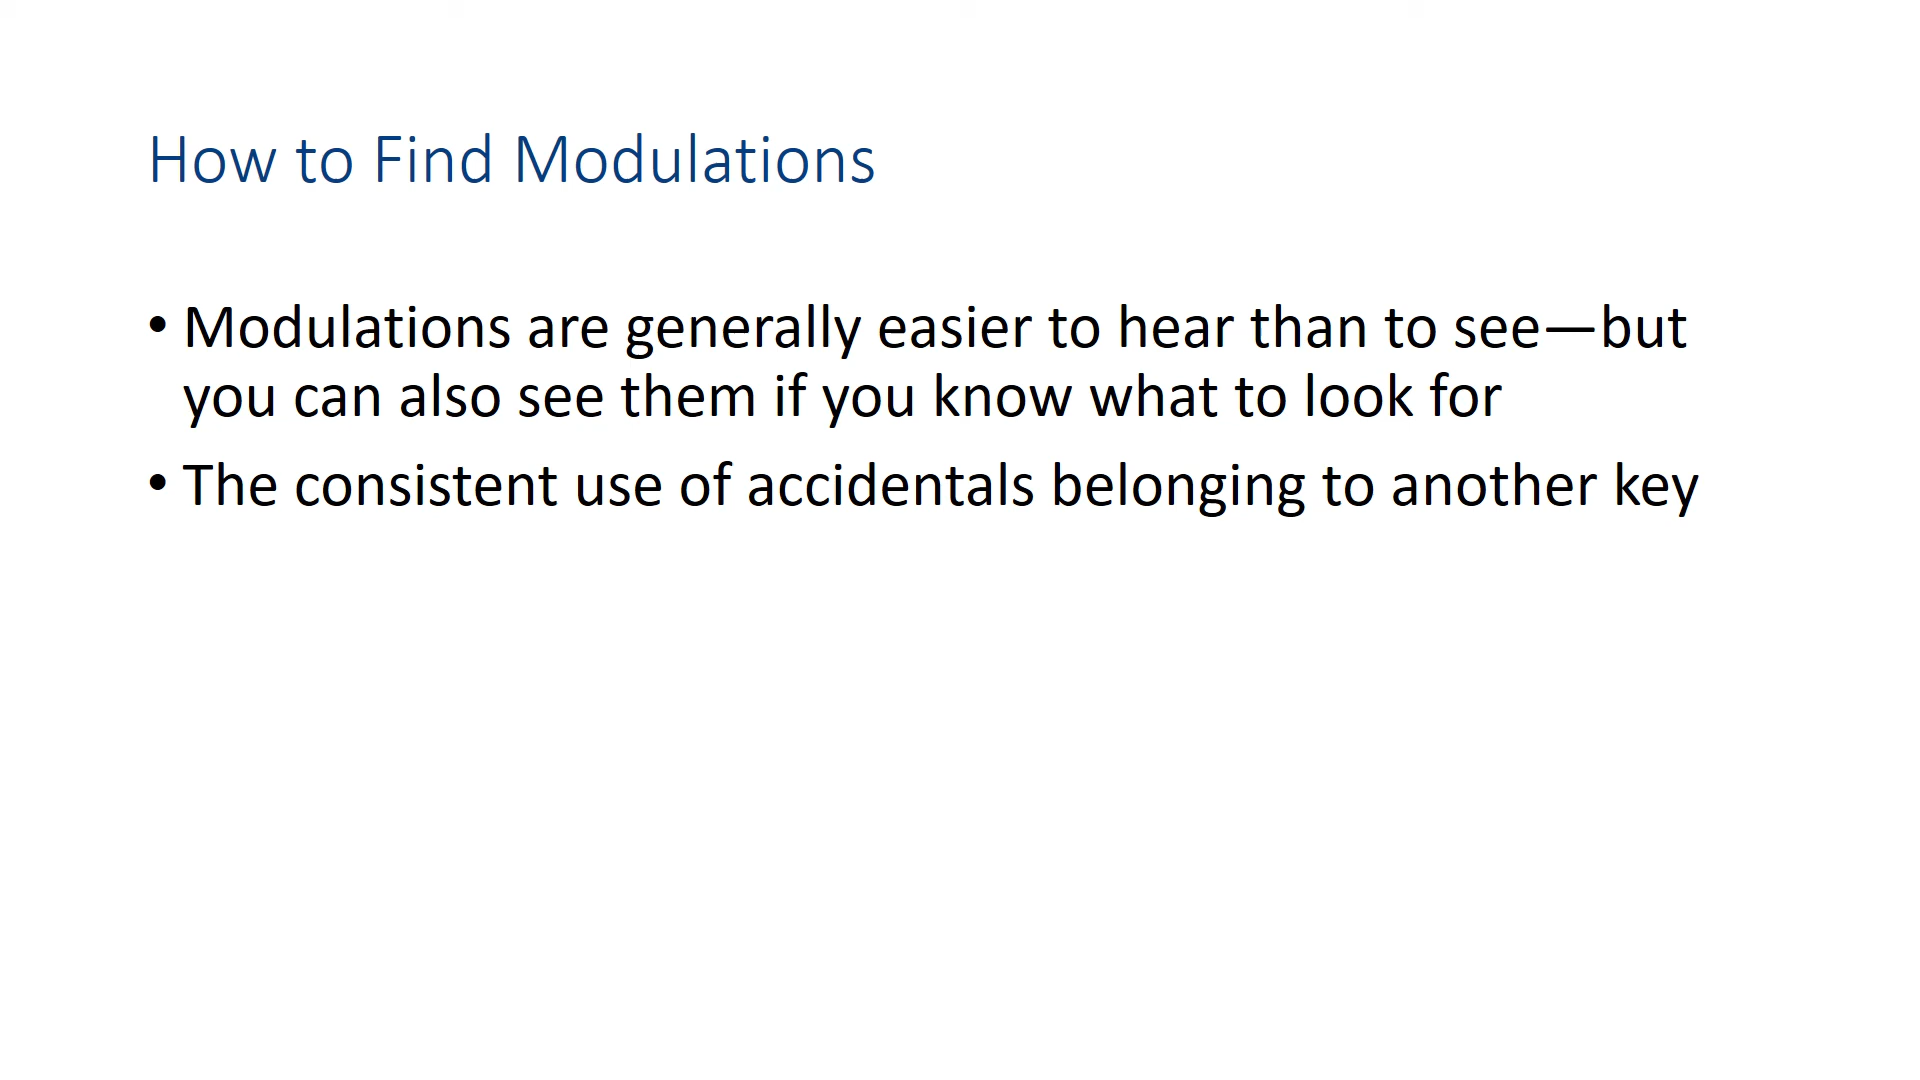 How to Find Modulations
• Modulations are generally easier to hear than to see—but
you can also see them if you know what to look for
• The consistent use of accidentals belonging to another key